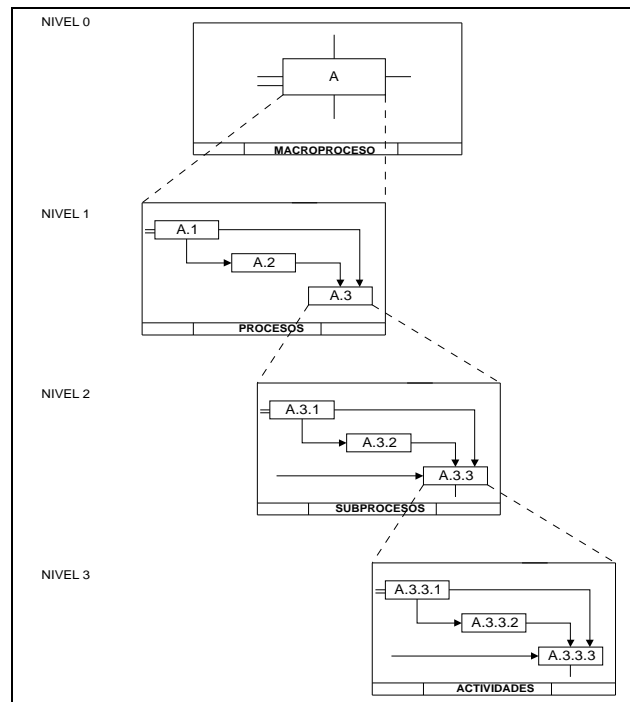 NIVEL 0
A
MACROPROCESO
NIVEL 1
A.1
A.2
A.3
PROCESOS
NIVEL 2
A.3.1
A.3.2
A.3.3
SUBPROCESOS
NIVEL 3
A.3.3.1
A.3.3.2
A.3.3.3
ACTIVIDADES